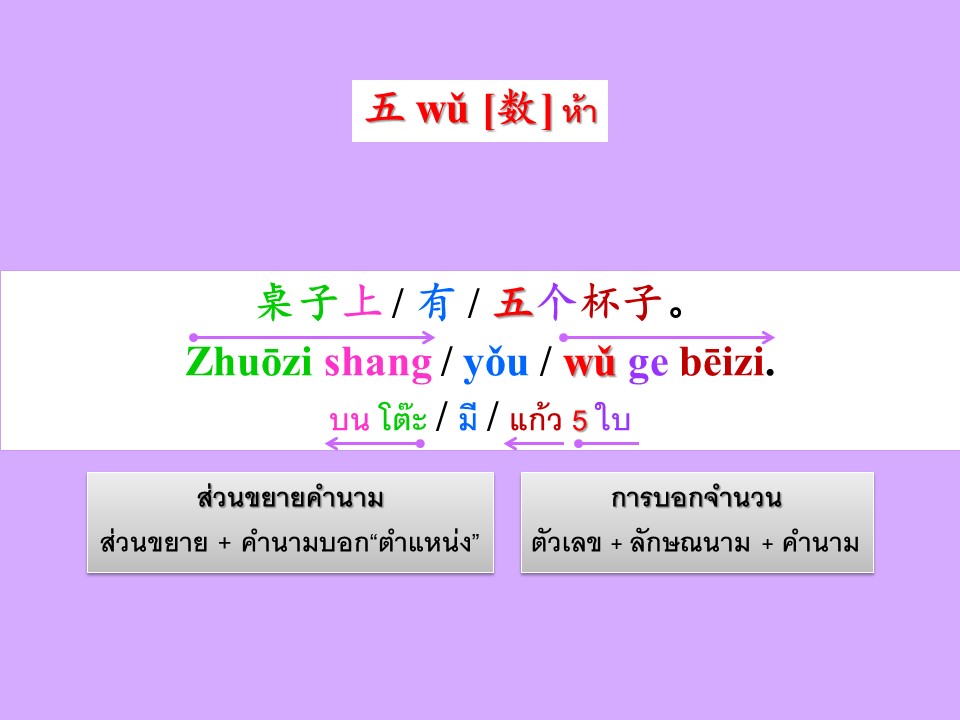 五 wǔ [数] ห้า
桌子上 / 有 / 五个杯子。
Zhuōzi shang / yǒu / wǔ ge bēizi.
บน โต๊ะ / มี / แก้ว 5 ใบ
ส่วนขยายคำนาม
ส่วนขยาย + คำนามบอก“ตำแหน่ง”
การบอกจำนวน
ตัวเลข + ลักษณนาม + คำนาม